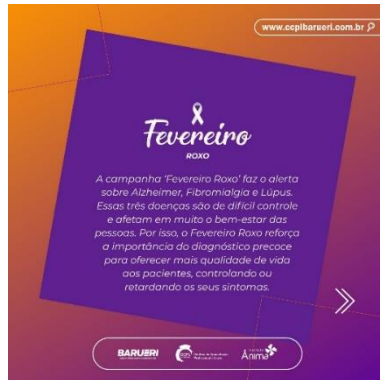 www.ccplbarueri.com.br
Fevereiro
ROXO
A campanha 'Fevereiro Roxo' faz o alerta
sobre Alzheimer, Fibromialgia e Lúpus.
Essas três doenças são de difícil controle
e afetam em muito o bem-estar das
pessoas. Por isso, o Fevereiro Roxo reforça
a importância do diagnóstico precoce
para oferecer mais qualidade de vida
aos pacientes, controlando ou
retardando os seus sintomas.
BARUERI
Anima